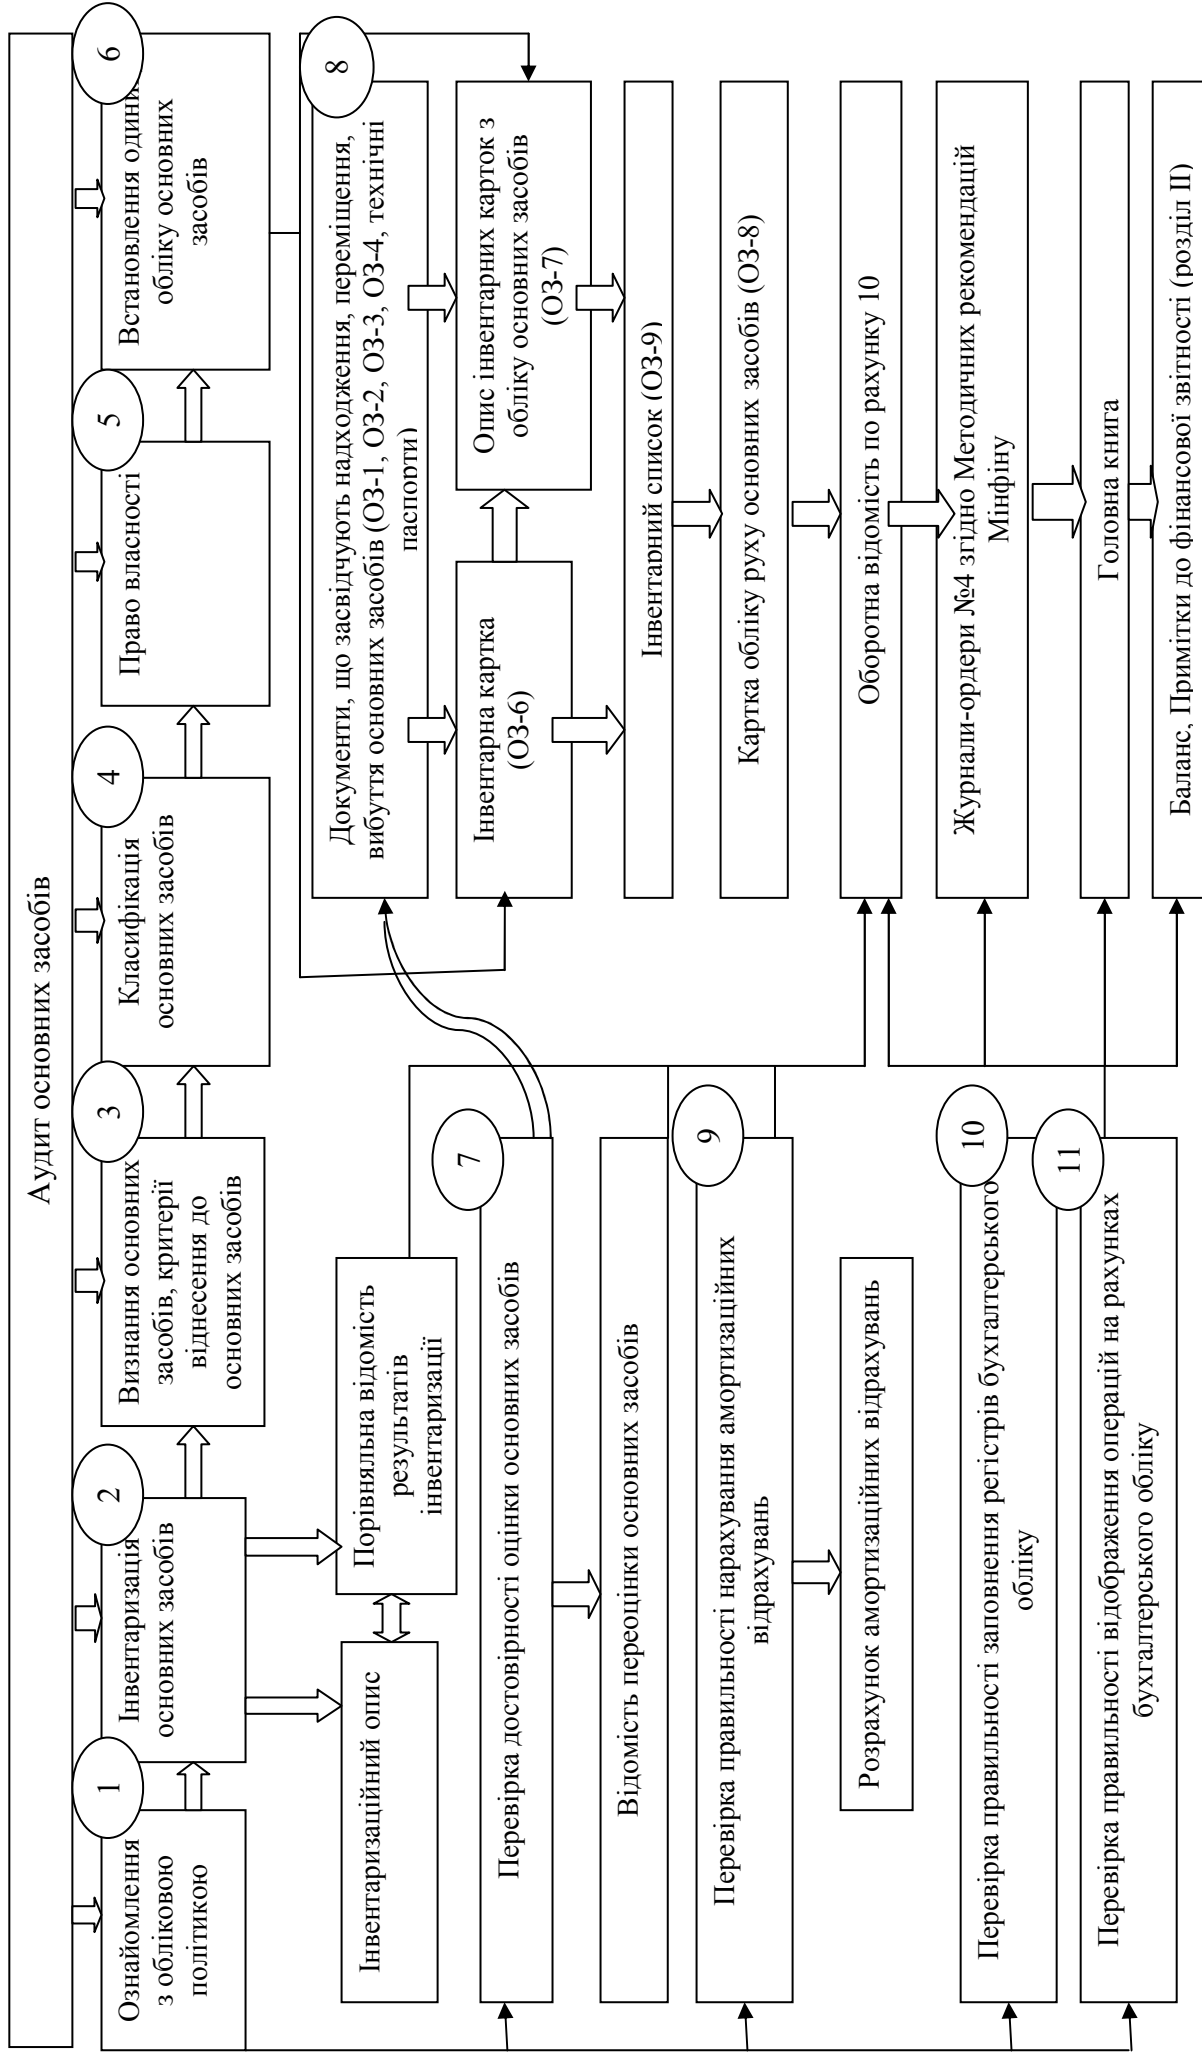 Аудит основних засобів
1
Ознайомлення
з обліковою
політикою
2
Інвентаризація
основних засобів
3
Визнання основних
засобів, критерії
віднесення до
основних засобів
4
Класифікація
основних засобів
5
Право власності
6
Встановлення одини
обліку основних
засобів
Інвентаризаційний опис
Порівняльна відомість
результатів
інвентаризації
7
Перевірка достовірності оцінки основних засобів
Відомість переоцінки основних засобів
9
Перевірка правильності нарахування амортизаційних
відрахувань
Розрахунок амортизаційних відрахувань
10
Перевірка правильності заповнення регістрів бухгалтерського
обліку
11
Перевірка правильності відображення операцій на рахунках
бухгалтерського обліку
8
Документи, що засвідчують надходження, переміщення,
вибуття основних засобів (ОЗ-1, ОЗ-2, ОЗ-3, ОЗ-4, технічні
паспорти)
Інвентарна картка
(ОЗ-6)
Опис інвентарних карток з
обліку основних засобів
(ОЗ-7)
Інвентарний список (ОЗ-9)
Картка обліку руху основних засобів (ОЗ-8)
Оборотна відомість по рахунку 10
Журнали-ордери №4 згідно Методичних рекомендацій
Мінфіну
Головна книга
Баланс, Примітки до фінансової звітності (розділ ІІ)